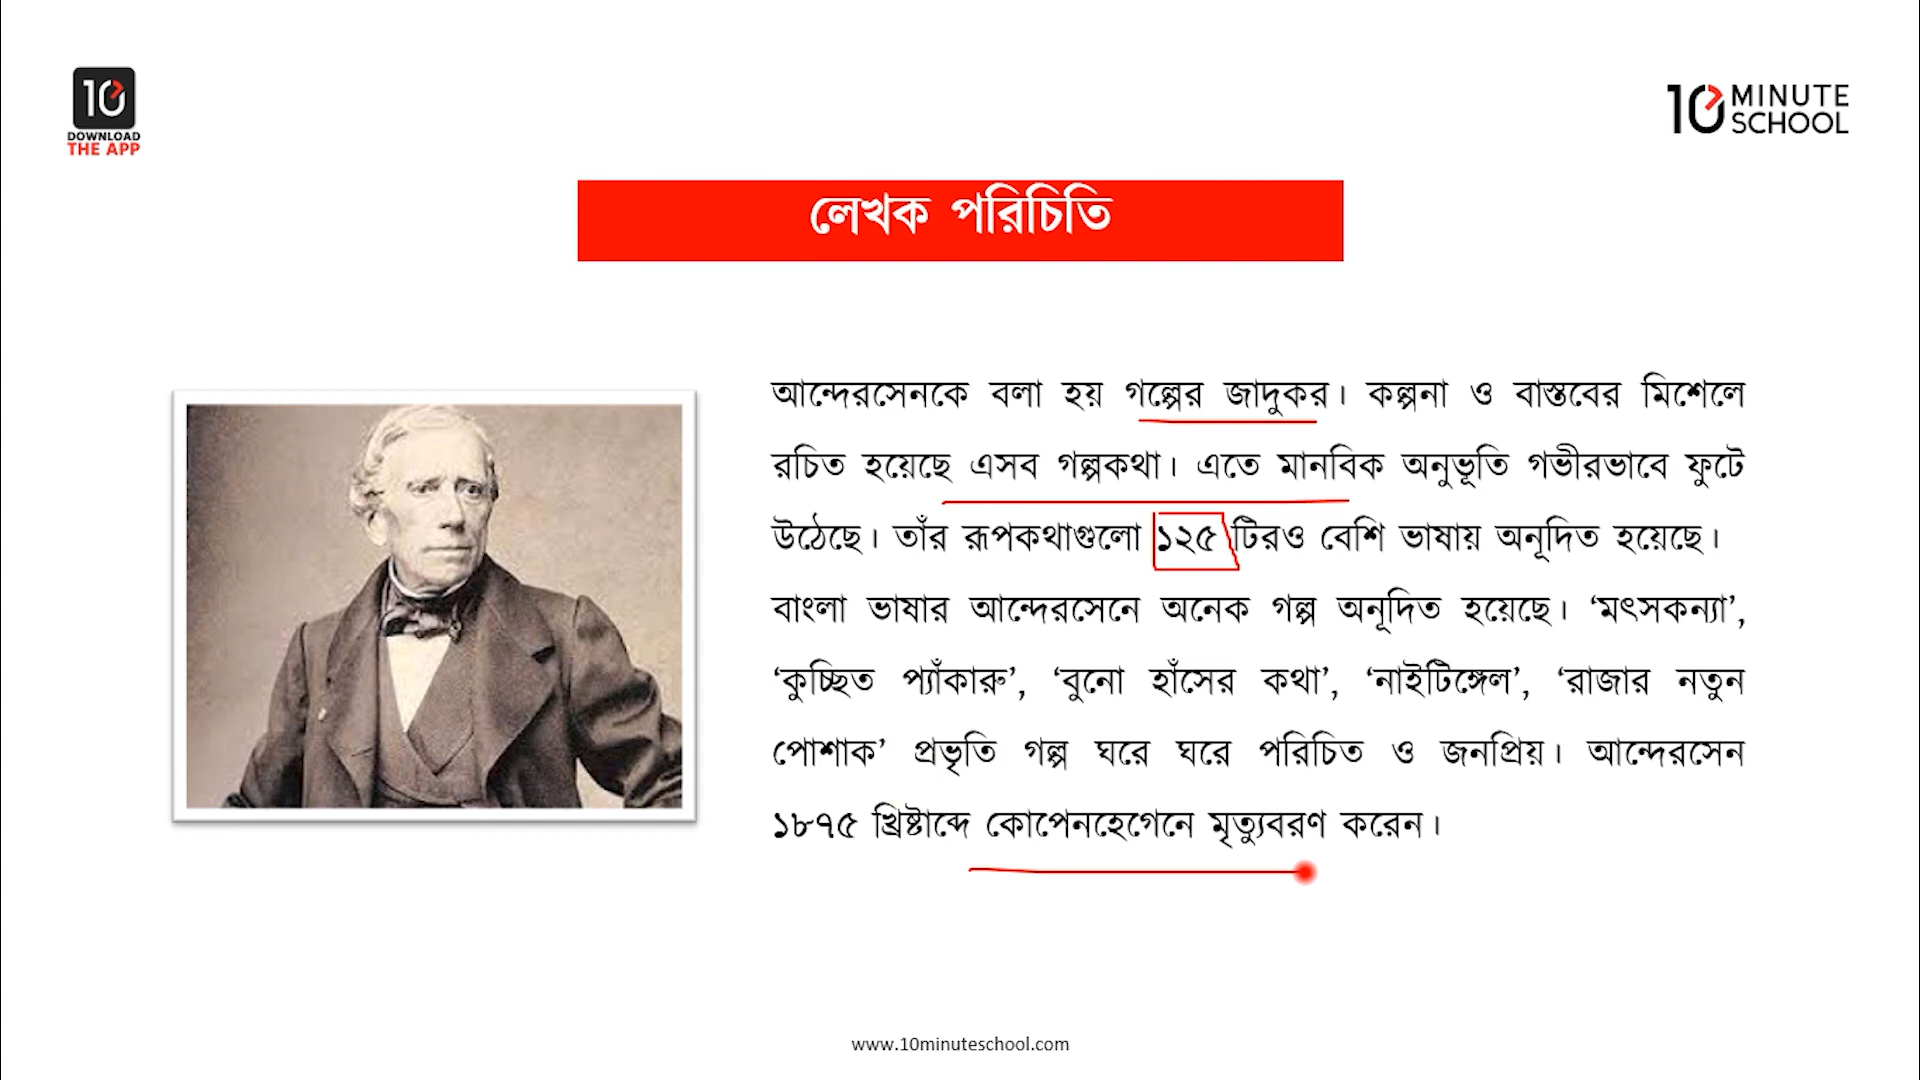 10
DOWNLOAD
THE APP
10 MINUTE
SCHOOL
লেখক পরিচিতি
আন্দেরসেনকে বলা হয় গল্পের জাদুকর। কল্পনা ও বাস্তবের মিশেলে
রচিত হয়েছে এসব গল্পকথা। এতে মানবিক অনুভূতি গভীরভাবে ফুটে
উঠেছে। তাঁর রূপকথাগুলো ১২৫ টিরও বেশি ভাষায় অনূদিত হয়েছে।
বাংলা ভাষার আন্দেরসেনে অনেক গল্প অনূদিত হয়েছে। ‘মৎসকন্যা’,
‘কুচ্ছিত প্যাঁকারু’, ‘বুনো হাঁসের কথা’, ‘নাইটিঙ্গেল’, ‘রাজার নতুন
পোশাক’ প্রভৃতি গল্প ঘরে ঘরে পরিচিত ও জনপ্রিয়। আন্দেরসেন
১৮৭৫ খ্রিষ্টাব্দে কোপেনহেগেনে মৃত্যুবরণ করেন।
www.10minuteschool.com